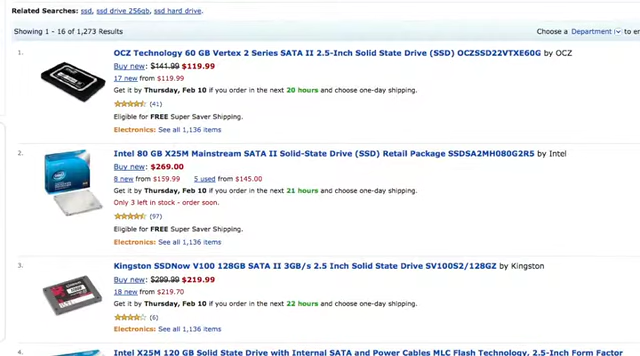 Related Searches: ssd, ssd drive 256gb, ssd hard drive.
Showing 1 - 16 of 1,273 Results
Choose a Department to en
1.
OCZ Technology 60 GB Vertex 2 Series SATA II 2.5-Inch Solid State Drive (SSD) OCZSSD22VTXE60G by OCZ
Buy new: $141.99 $119.99
17 new from $119.99
Get it by Thursday, Feb 10 if you order in the next 20 hours and choose one-day shipping.
(41)
Eligible for FREE Super Saver Shipping.
Electronics: See all 1,136 items
2.
Intel 80 GB X25M Mainstream SATA II Solid-State Drive (SSD) Retail Package SSDSA2MH080G2R5 by Intel
Buy new: $269.00
8 new from $159.99 5 used from $145.00
Get it by Thursday, Feb 10 if you order in the next 21 hours and choose one-day shipping.
Only 3 left in stock - order soon.
(97)
Eligible for FREE Super Saver Shipping.
Electronics: See all 1,136 items
3.
Kingston SSDNow V100 128GB SATA II 3GB/s 2.5 Inch Solid State Drive SV100S2/128GZ by Kingston
Buy new: $299.99 $219.99
18 new from $219.70
Get it by Thursday, Feb 10 if you order in the next 22 hours and choose one-day shipping.
(6)
Eligible for FREE Super Saver Shipping.
Electronics: See all 1,136 items
4.
Intel X25M 120 GB Solid State Drive with Internal SATA and Power Cables MLC Flash Technology, 2.5-Inch Form Factor